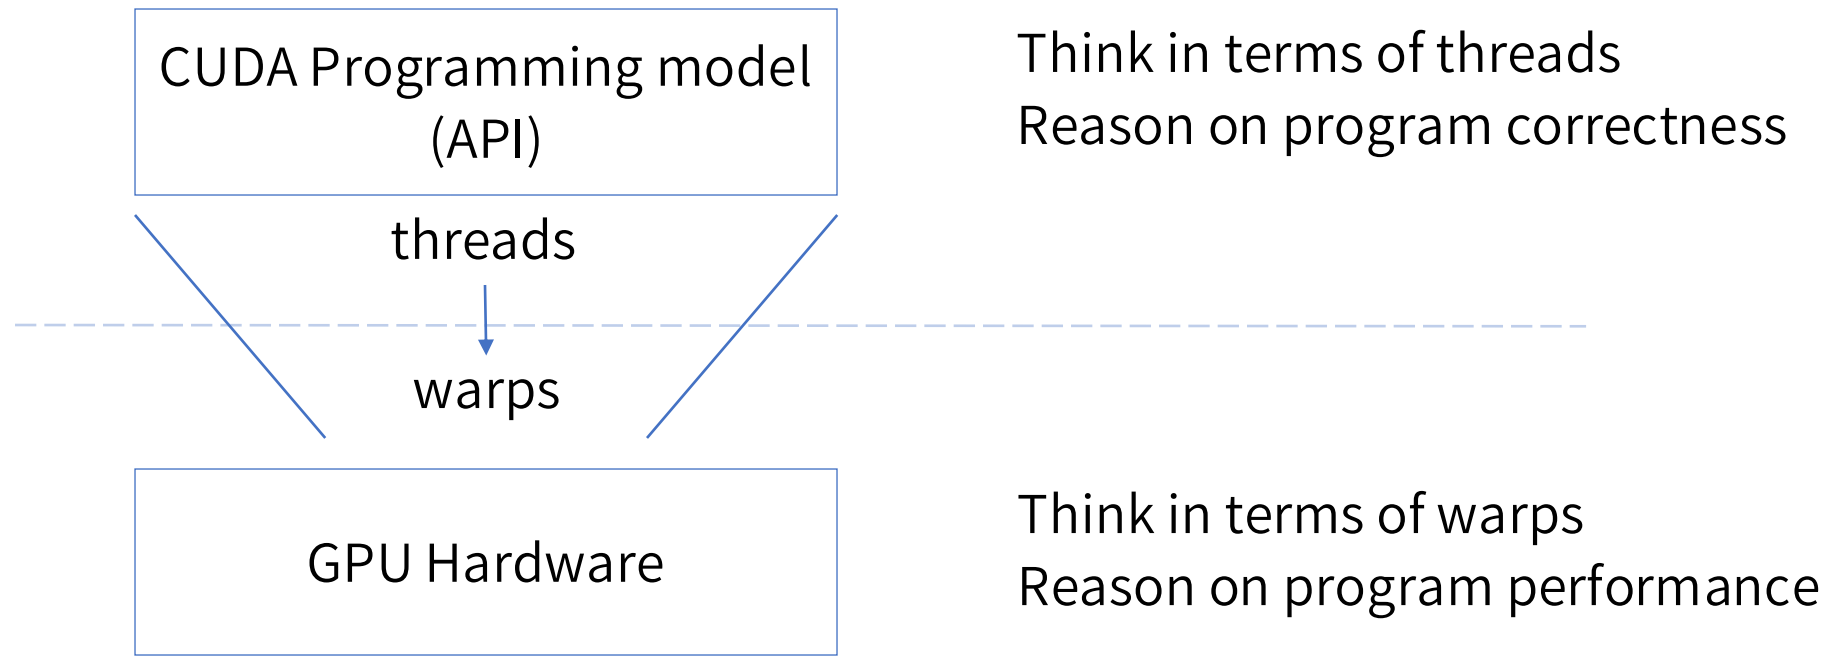 CUDA Programming model
(API)
Think in terms of threads
Reason on program correctness
threads
warps
GPU Hardware
Think in terms of warps
Reason on program performance